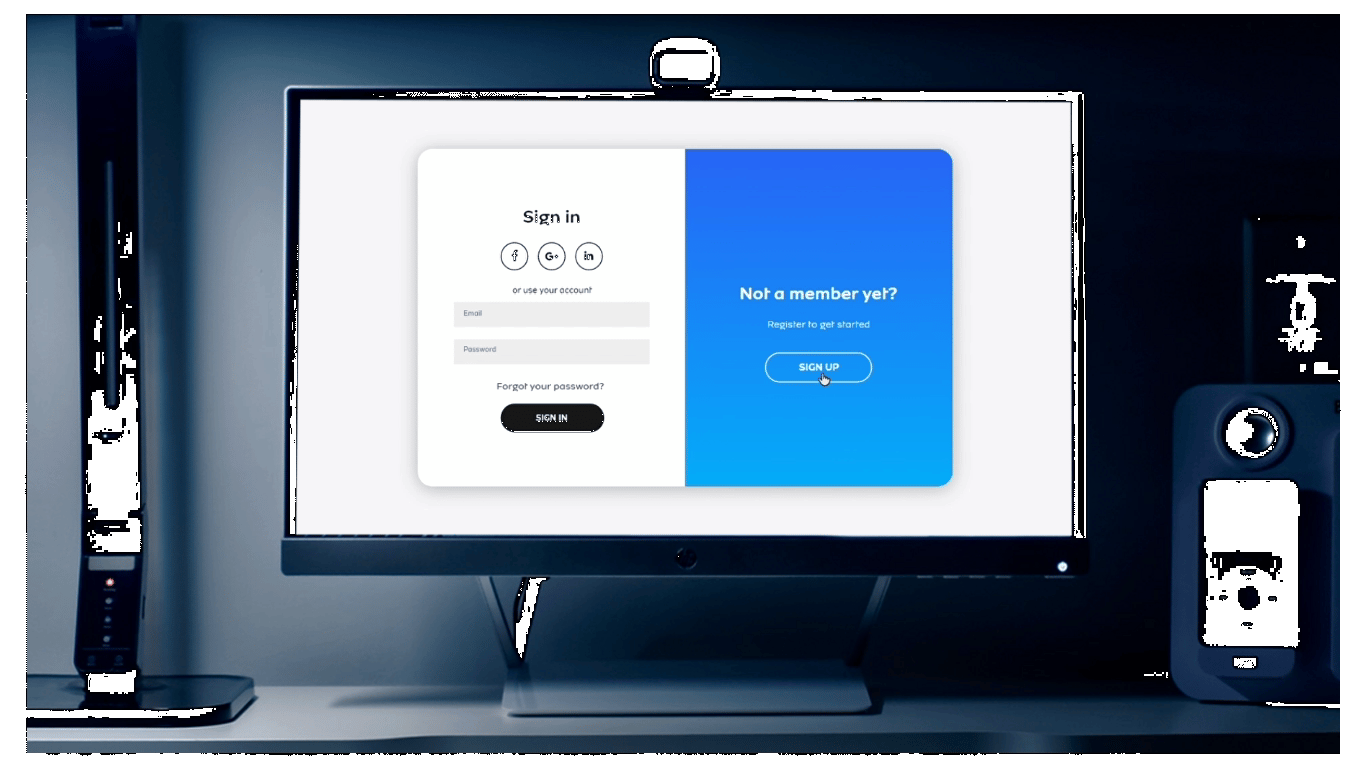 Sign in
f G+ in
or use your account
Email
Password
Forgot your password?
SIGN IN
Not a member yet?
Register to get started
SIGN UP